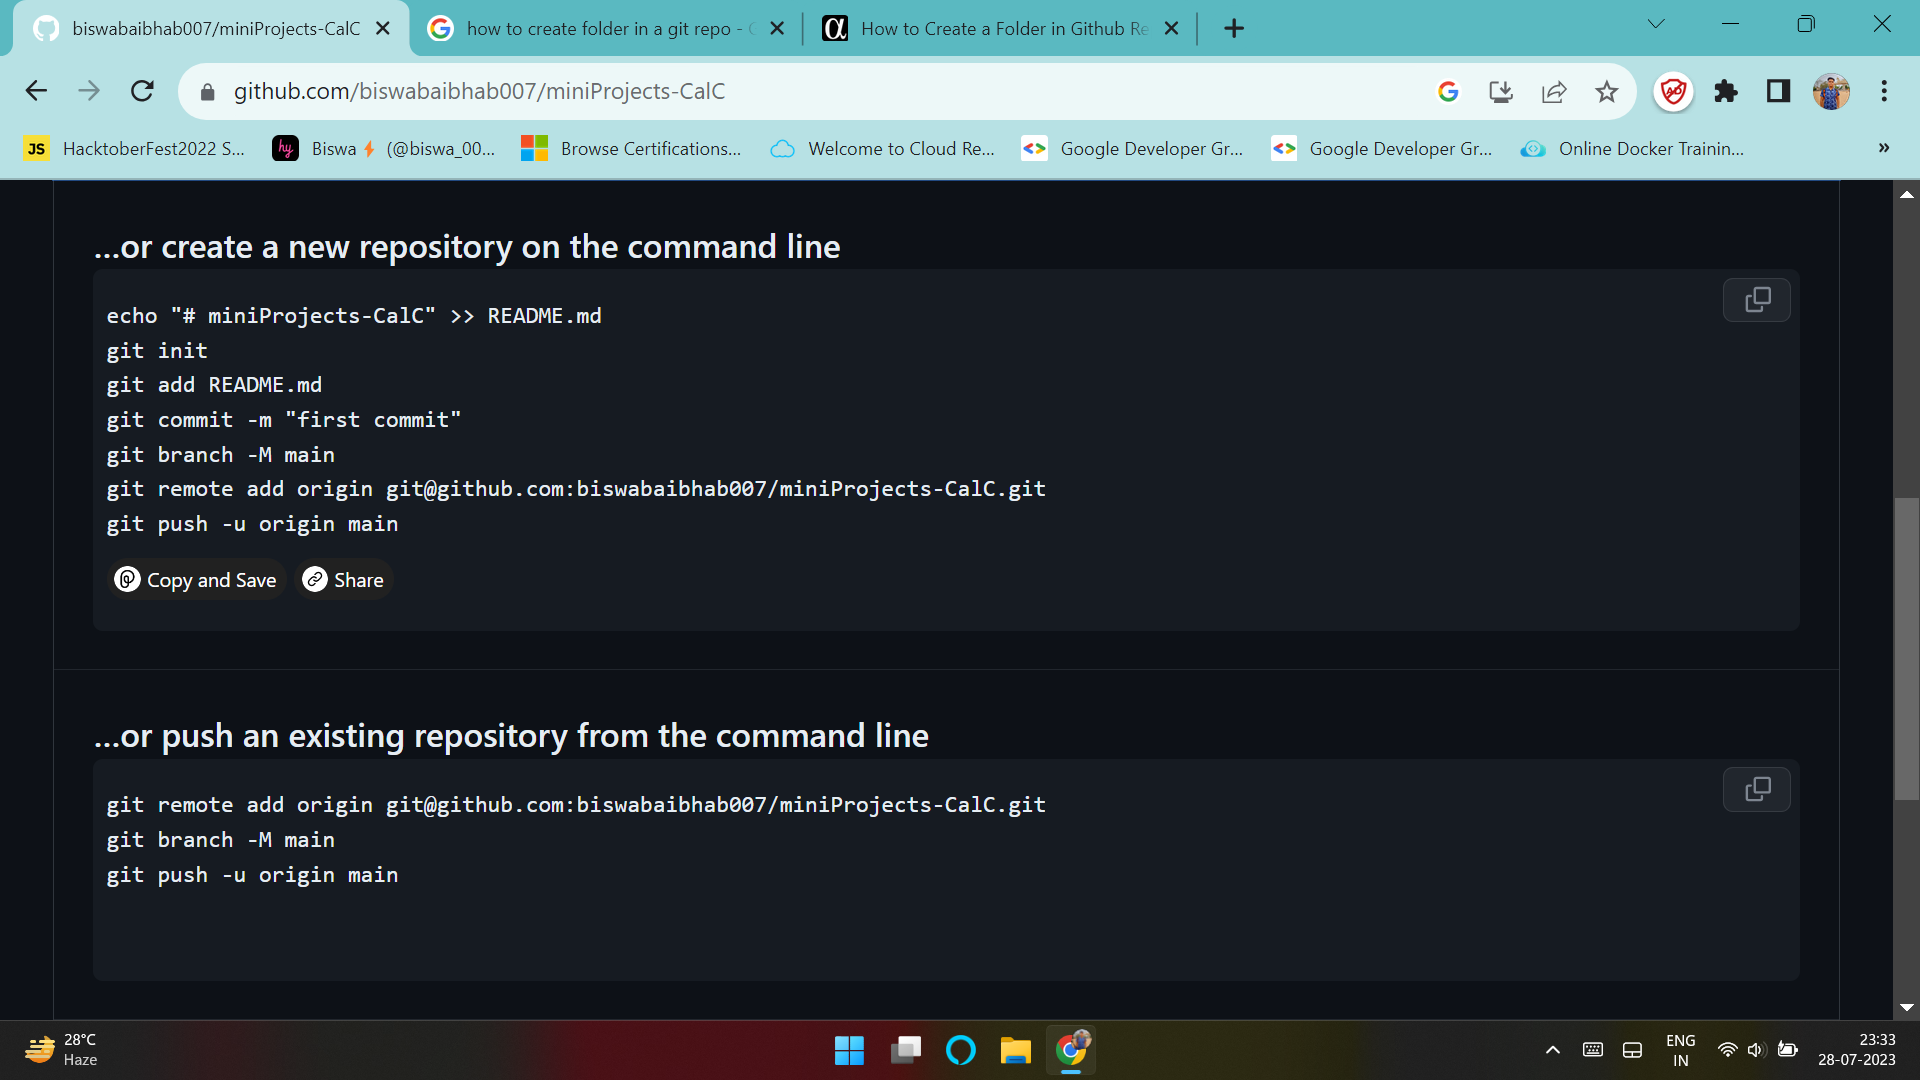 biswabaibhab007/miniProjects-CalC
how to create folder in a git repo -
How to Create a Folder in Github Re
github.com/biswabaibhab007/miniProjects-CalC
JS HacktoberFest2022 S...
hy Biswa (@biswa_00...
Browse Certifications...
Welcome to Cloud Re...
Google Developer Gr...
Google Developer Gr...
Online Docker Trainin...
»
...or create a new repository on the command line
echo "# miniProjects-CalC" >> README.md
git init
git add README.md
git commit -m "first commit"
git branch -M main
git remote add origin git@github.com:biswabaibhab007/miniProjects-CalC.git
git push -u origin main
Copy and Save
Share
...or push an existing repository from the command line
git remote add origin git@github.com:biswabaibhab007/miniProjects-CalC.git
git branch -M main
git push -u origin main
28°C
Haze
ENG
IN
23:33
28-07-2023